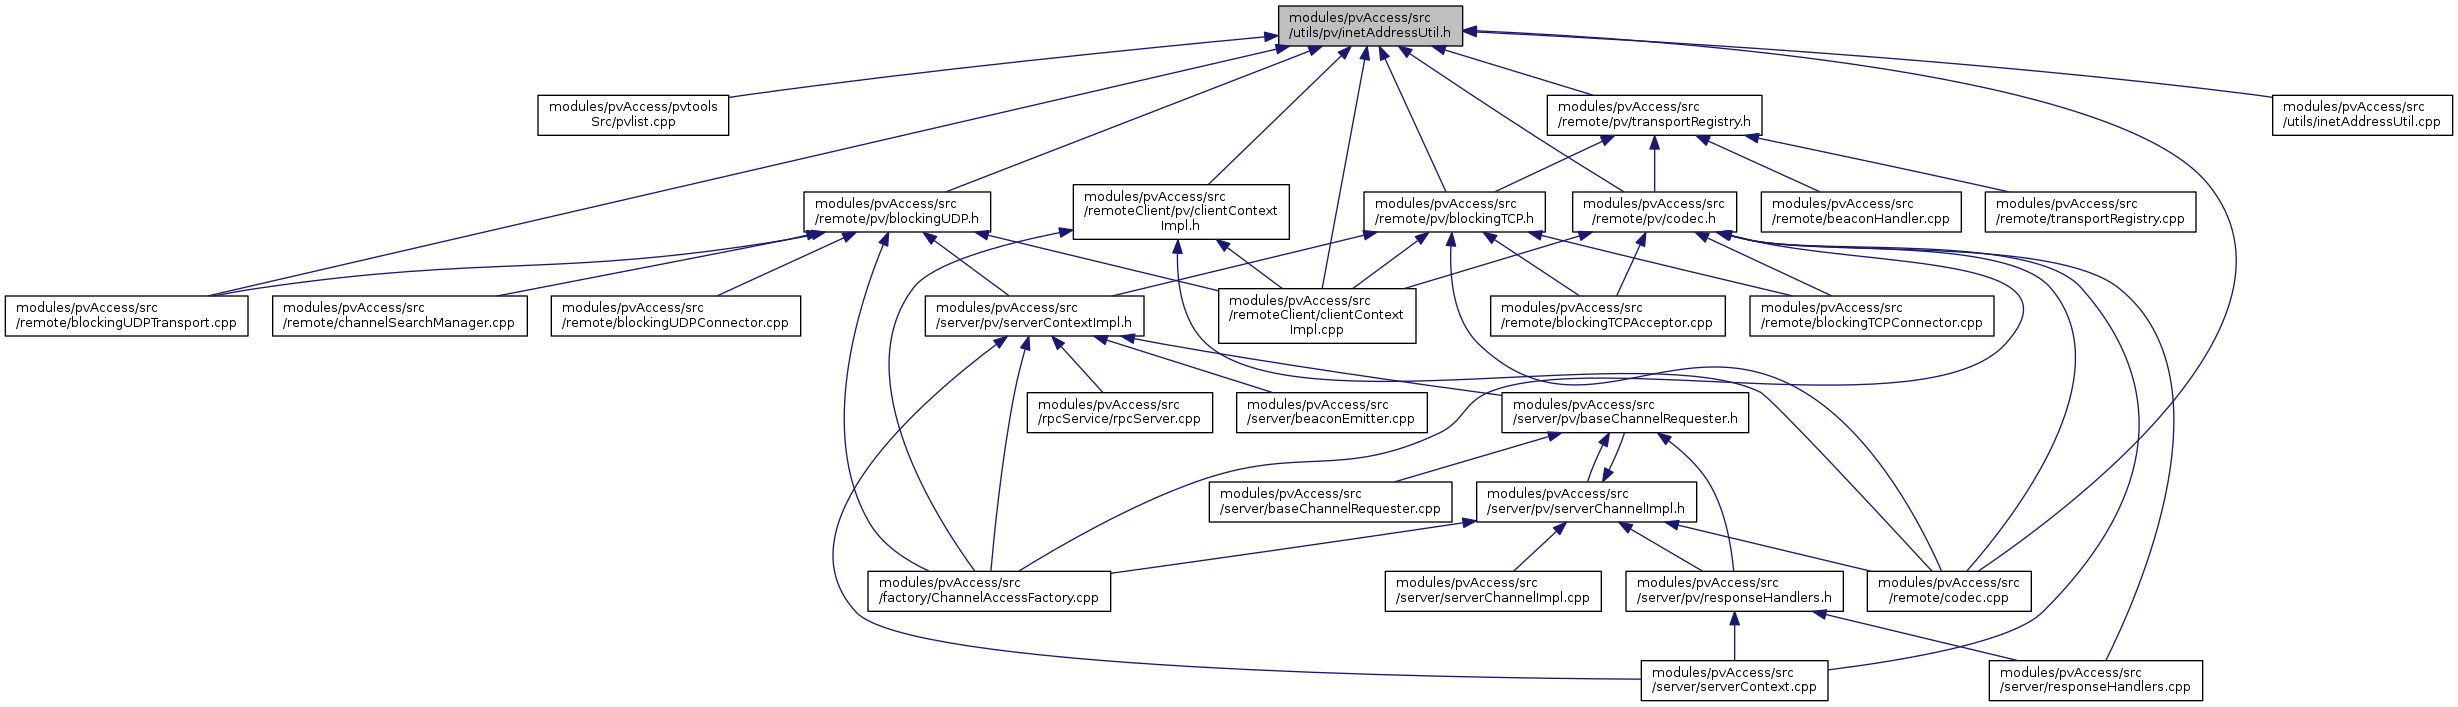 modules/pvAccess/src
/utils/pv/inetAddressUtil.h
modules/pvAccess/pvtools
Src/pvlist.cpp
modules/pvAccess/src
/remote/pv/transportRegistry.h
modules/pvAccess/src
/utils/inetAddressUtil.cpp
modules/pvAccess/src
/remote/pv/blockingUDP.h
modules/pvAccess/src
/remoteClient/pv/clientContext
Impl.h
modules/pvAccess/src
/remote/pv/blockingTCP.h
modules/pvAccess/src
/remote/pv/codec.h
modules/pvAccess/src
/remote/beaconHandler.cpp
modules/pvAccess/src
/remote/transportRegistry.cpp
modules/pvAccess/src
/remote/blockingUDPTransport.cpp
modules/pvAccess/src
/remote/channelSearchManager.cpp
modules/pvAccess/src
/remote/blockingUDPConnector.cpp
modules/pvAccess/src
/server/pv/serverContextImpl.h
modules/pvAccess/src
/remoteClient/clientContext
Impl.cpp
modules/pvAccess/src
/remote/blockingTCPAcceptor.cpp
modules/pvAccess/src
/remote/blockingTCPConnector.cpp
modules/pvAccess/src
/rpcService/rpcServer.cpp
modules/pvAccess/src
/server/beaconEmitter.cpp
modules/pvAccess/src
/server/pv/baseChannelRequester.h
modules/pvAccess/src
/server/baseChannelRequester.cpp
modules/pvAccess/src
/server/pv/serverChannelImpl.h
modules/pvAccess/src
/factory/ChannelAccessFactory.cpp
modules/pvAccess/src
/server/serverChannelImpl.cpp
modules/pvAccess/src
/server/pv/responseHandlers.h
modules/pvAccess/src
/remote/codec.cpp
modules/pvAccess/src
/server/serverContext.cpp
modules/pvAccess/src
/server/responseHandlers.cpp